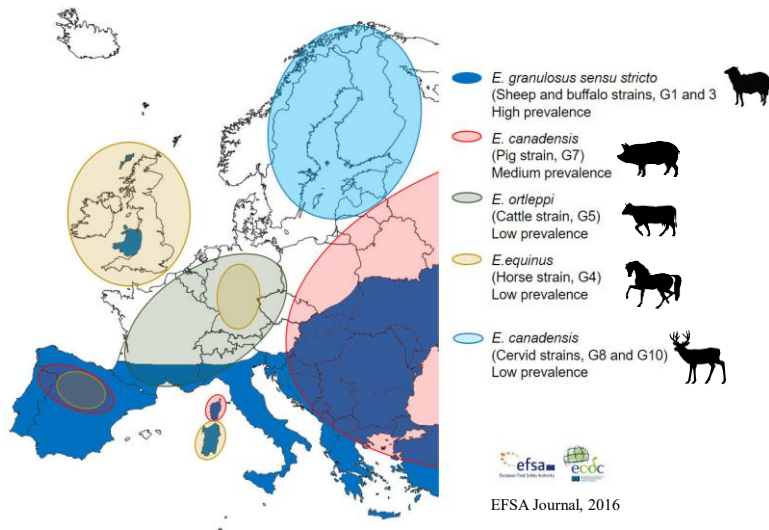 E. granulosus sensu stricto
(Sheep and buffalo strains, G1 and 3
High prevalence
E. canadensis
(Pig strain, G7)
Medium prevalence
E. ortleppi
(Cattle strain, G5)
Low prevalence
E.equinus
(Horse strain, G4)
Low prevalence
E. canadensis
(Cervid strains, G8 and G10)
Low prevalence
efsa
European Food Safety Authority
ecdc
EFSA Journal, 2016